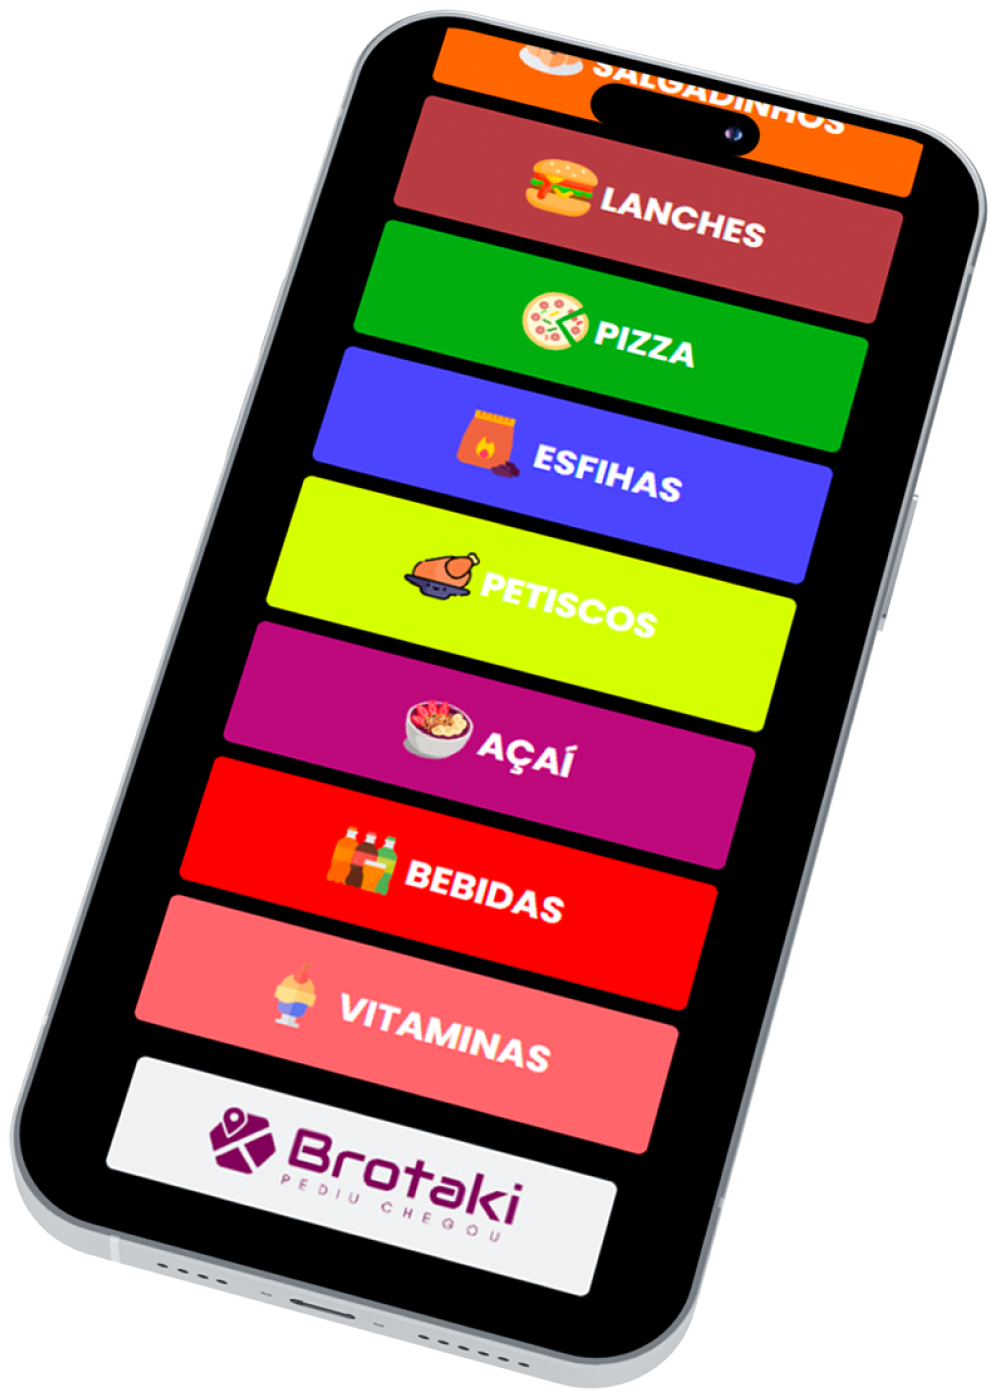 SALGADINHOS
LANCHES
PIZZA
ESFIHAS
PETISCOS
AÇAÍ
BEBIDAS
VITAMINAS
Brotaki
PEDIU CHEGOU